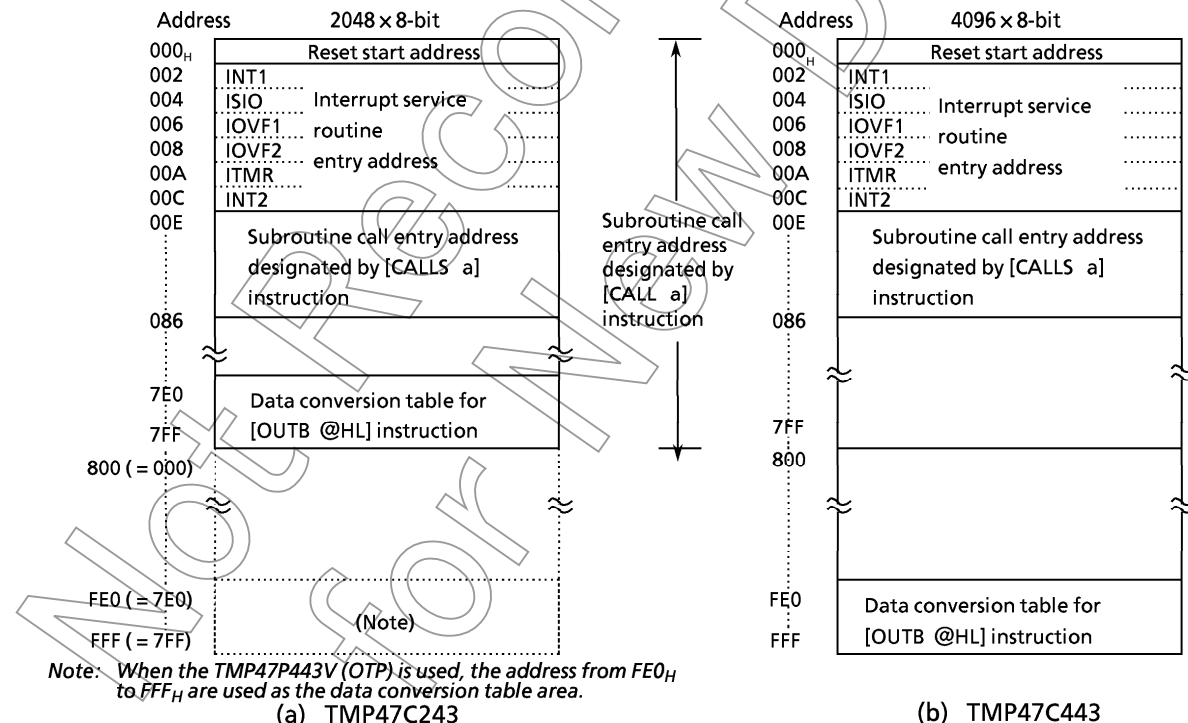 Address 2048 × 8-bit
000H Reset start address
002 INT1
004 ISIO Interrupt service
006 IOVF1 routine
008 IOVF2 entry address
00A ITMR
00C INT2
00E
Subroutine call entry address
designated by [CALLS a]
instruction
086
7E0 Data conversion table for
7FF [OUTB @HL] instruction
800 ( = 000)
FE0 ( = 7E0)
(Note)
FFF ( = 7FF)
Note: When the TMP47P443V (OTP) is used, the address from FE0H
to FFFH are used as the data conversion table area.
(a) TMP47C243
Subroutine call
entry address
designated by
[CALL a]
instruction
Address 4096 × 8-bit
000H Reset start address
002 INT1
004 ISIO Interrupt service
006 IOVF1 routine
008 IOVF2 entry address
00A ITMR
00C INT2
00E
Subroutine call entry address
designated by [CALLS a]
instruction
086
7FF
800
FE0 Data conversion table for
FFF [OUTB @HL] instruction
(b) TMP47C443
Not Recom
for New D